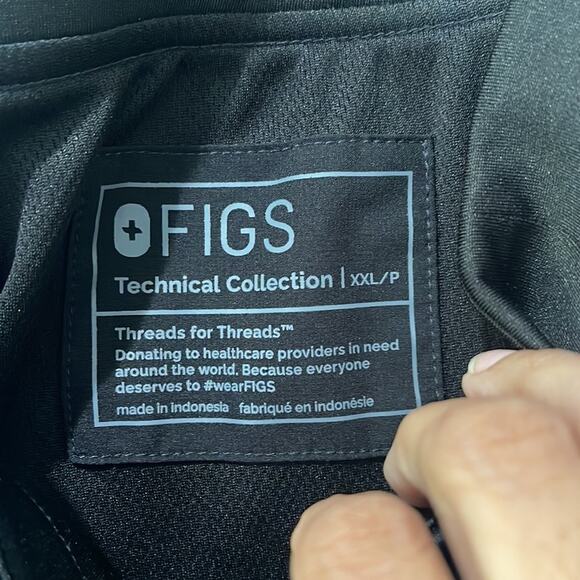 FIGS
Technical Collection | XXL/P
Threads for Threads™
Donating to healthcare providers in need
around the world. Because everyone
deserves to #wearFIGS
made in indonesia fabriqué en indonésie